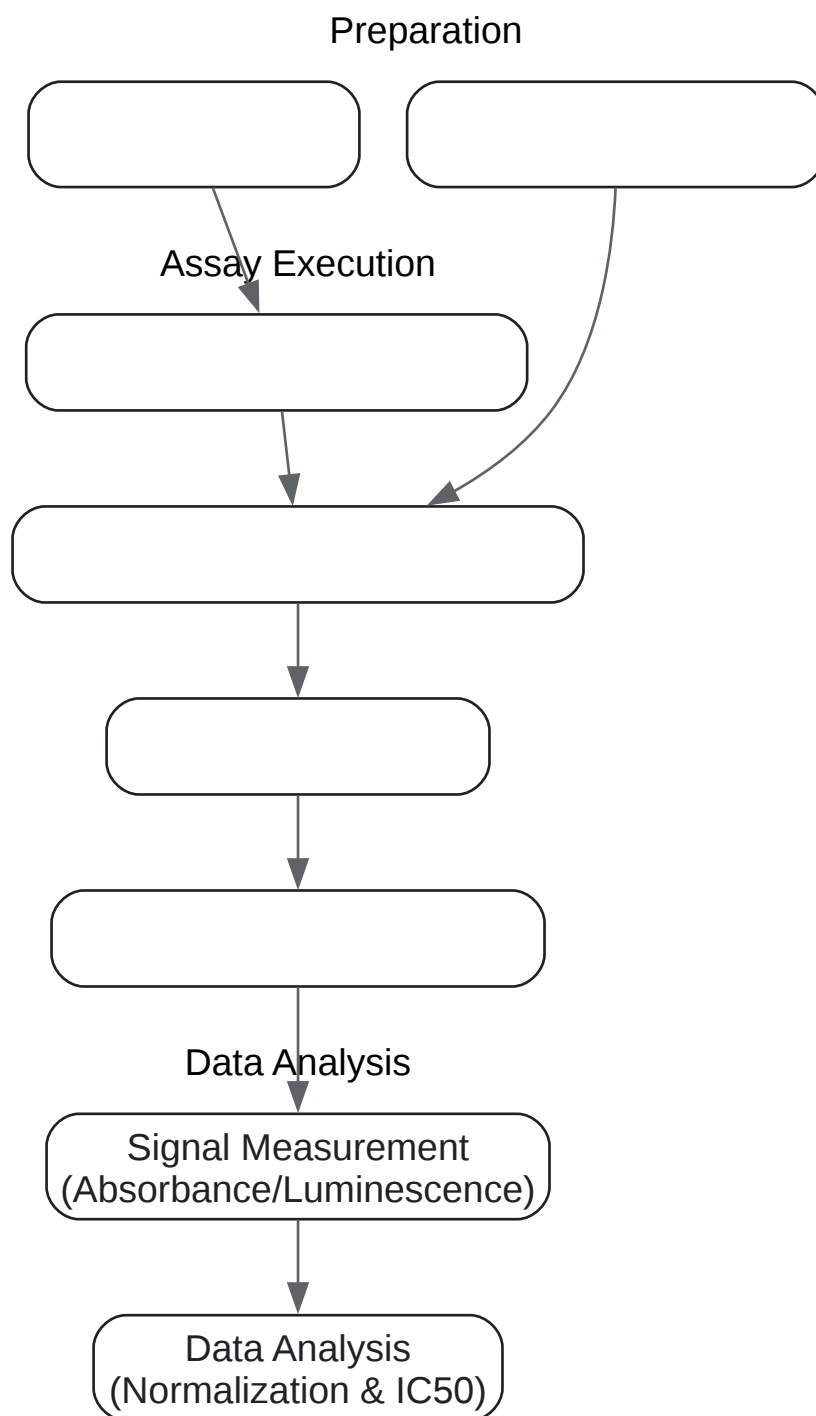 Preparation
Assay Execution
Data Analysis
Signal Measurement
(Absorbance/Luminescence)
Data Analysis
(Normalization & IC50)